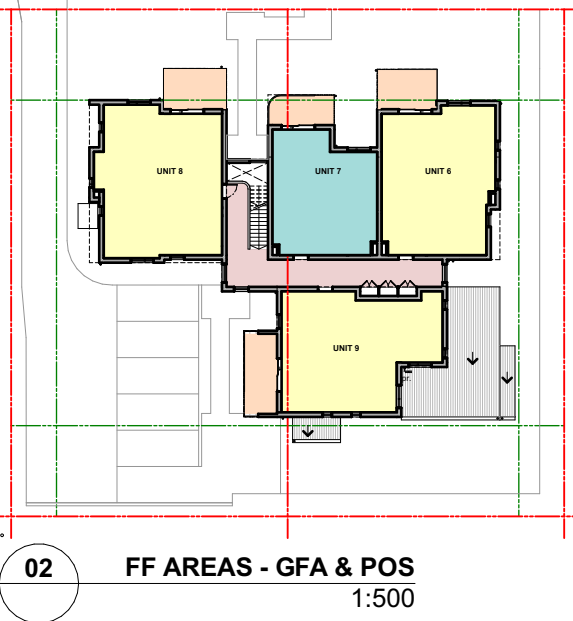 UNIT 8
UNIT 7
UNIT 6
UNIT 9
02
FF AREAS - GFA & POS
1:500